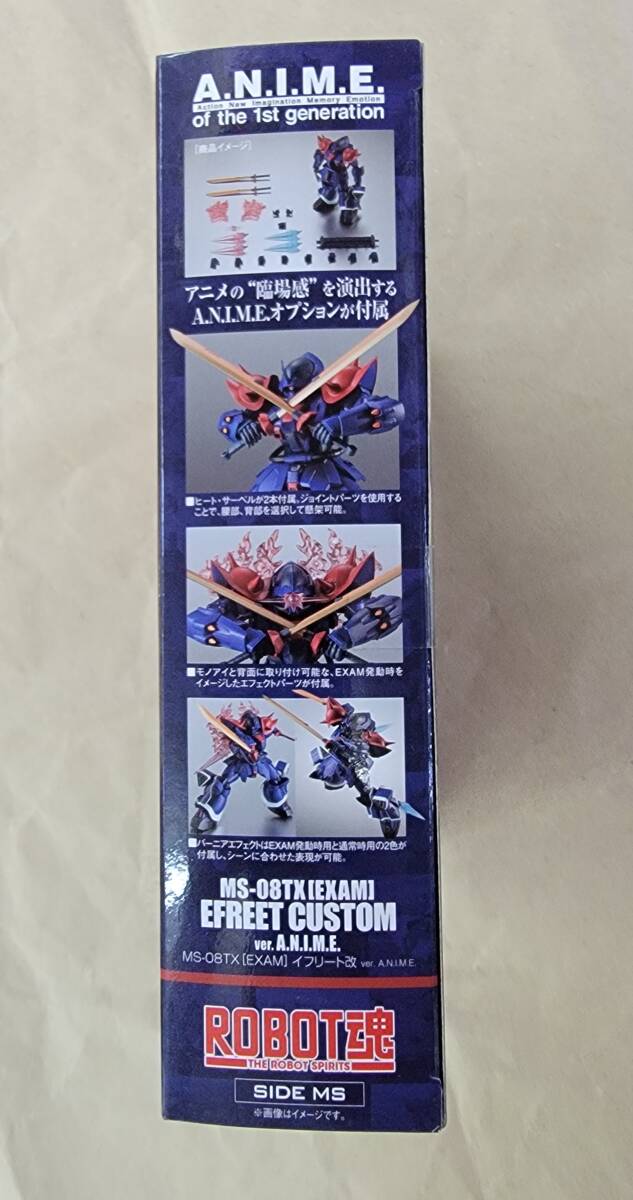 A.N.I.M.E.
Action New Imagination Memory Emotion
of the 1st generation
[商品イメージ]
アニメの“臨場感”を演出する
A.N.I.M.E.オプションが付属
■ヒート・サーベルが2本付属。ジョイントパーツを使用する
ことで、腰部、背部を選択して懸架可能。
■モノアイと背面に取り付け可能な、EXAM発動時を
イメージしたエフェクトパーツが付属。
■バーニアエフェクトはEXAM発動時用と通常時用の2色が
付属し、シーンに合わせた表現が可能。
MS-08TX[EXAM]
EFREET CUSTOM
ver. A.N.I.M.E.
MS-08TX[EXAM] イフリート改 ver. A.N.I.M.E.
ROBOT魂
THE ROBOT SPIRITS
SIDE MS
※画像はイメージです。